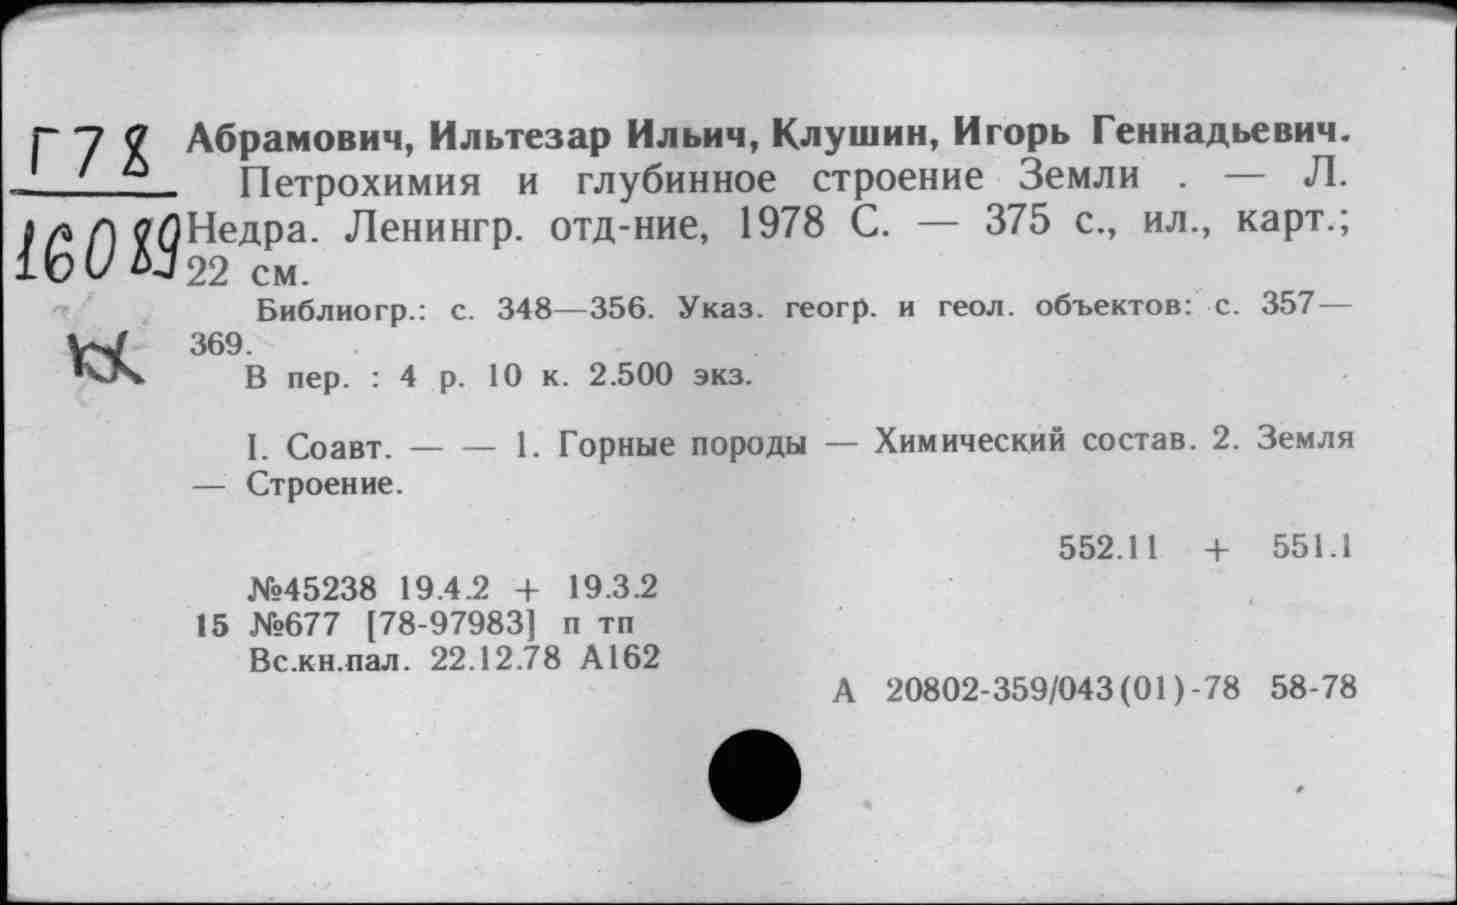 Г72
16089
КХ
Абрамович, Ильтезар Ильич, Клушин, Игорь Геннадьевич.
Петрохимия и глубинное строение Земли . — Л.
Недра. Ленингр. отд-ние, 1978 С. — 375 с., ил., карт.;
22 см.
Библиогр.: с. 348—356. Указ. геогр. и геол. объектов: с. 357—
369.
В пер. : 4 р. 10 к. 2.500 экз.
I. Соавт. — — 1. Горные породы — Химический состав. 2. Земля
— Строение.
552.11 + 551.1
№45238 19.4.2 + 19.3.2
15 №677 [78-97983] п тп
Вс.кн.пал. 22.12.78 А162
А 20802-359/043(01)-78 58-78